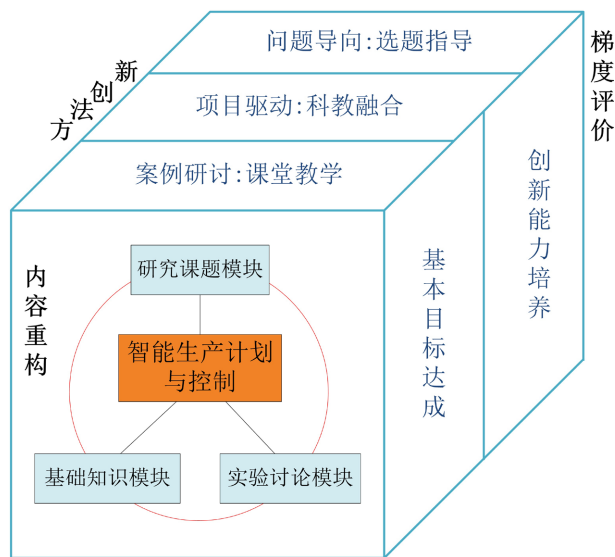 问题导向:选题指导
项目驱动:科教融合
案例研讨:课堂教学
方法创新
梯度评价
创新能力培养
基本目标达成
内容重构
研究课题模块
智能生产计划
与控制
基础知识模块
实验讨论模块